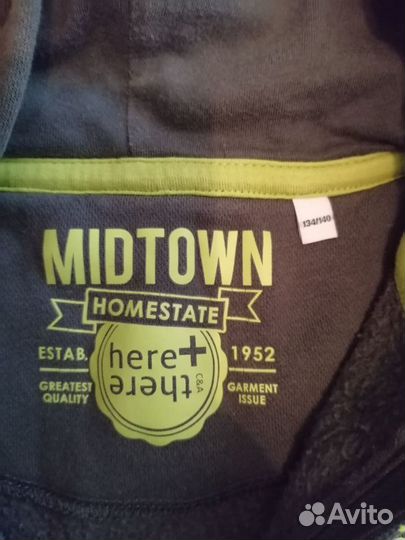 134/140
MIDTOWN
HOMESTATE
ESTAB. 1952
here+
there
C&A
GREATEST QUALITY
GARMENT ISSUE
Avito